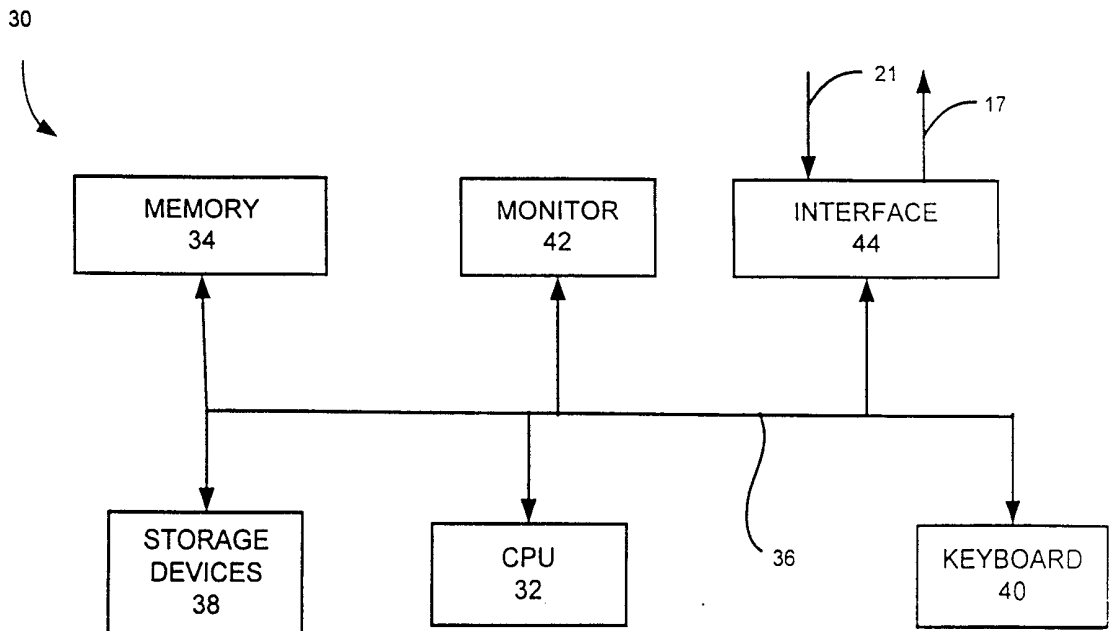 30
21
17
MEMORY
34
MONITOR
42
INTERFACE
44
STORAGE
DEVICES
38
CPU
32
36
KEYBOARD
40